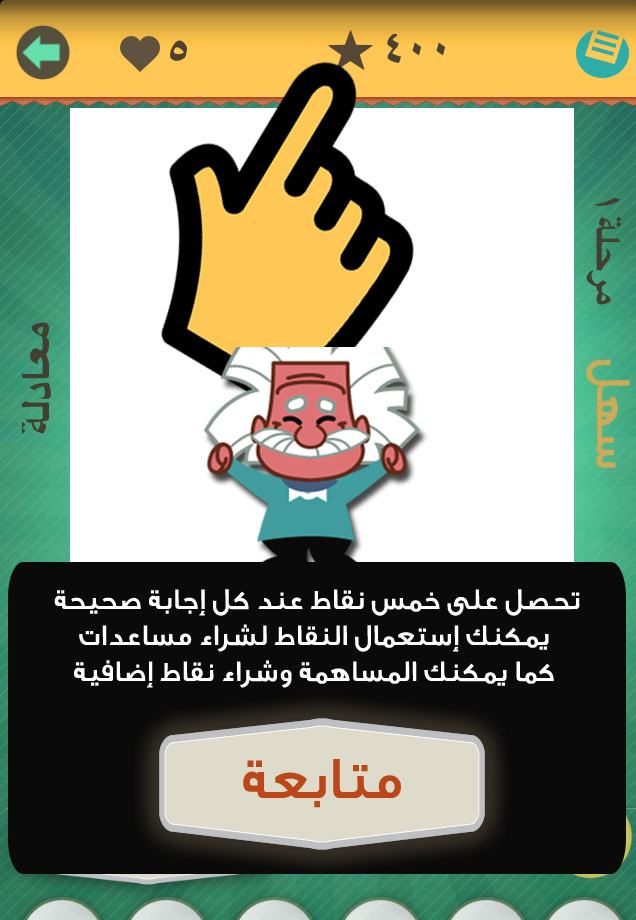 ٤٠٠
٥
مرحلة ١
سهل
معادلة
تحصل على خمس نقاط عند كل إجابة صحيحة
يمكنك إستعمال النقاط لشراء مساعدات
كما يمكنك المساهمة وشراء نقاط إضافية
متابعة